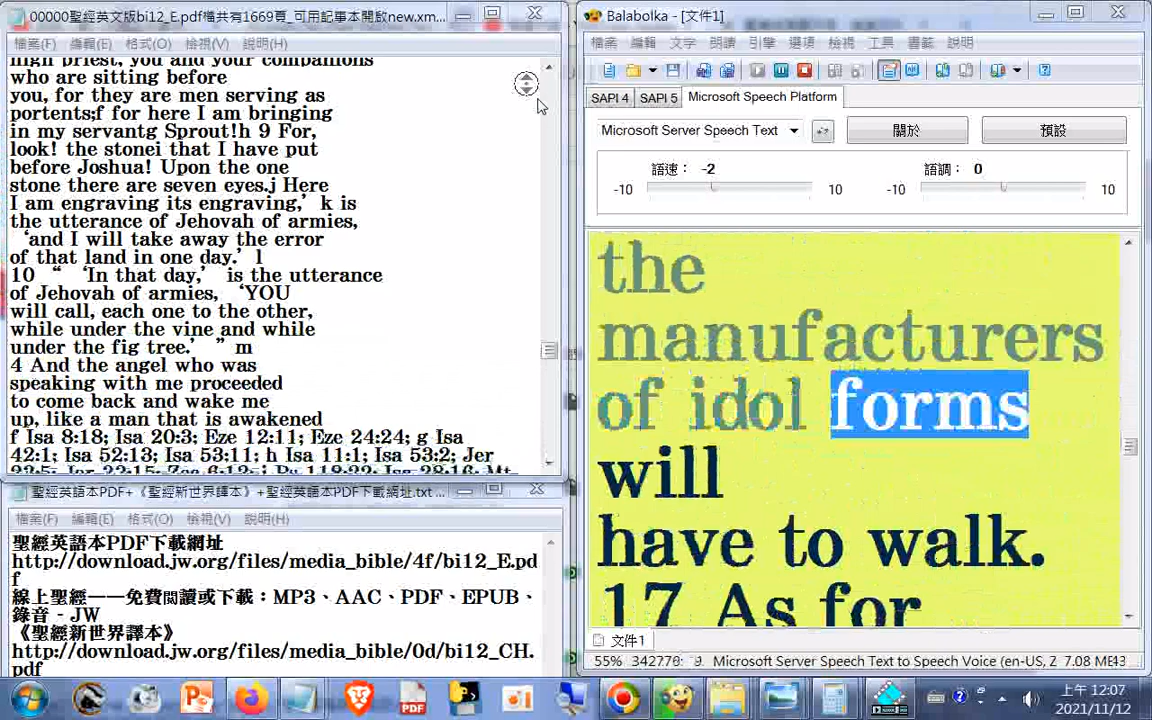 00000聖經英文版bi12_E.pdf檔共有1669頁_可用記事本開啟new.xm...
檔案(F) 編輯(E) 格式(O) 檢視(V) 說明(H)
high priest, you and your companions
who are sitting before
you, for they are men serving as
portents;f for here I am bringing
in my servantg Sprout!h 9 For,
look! the stonei that I have put
before Joshua! Upon the one
stone there are seven eyes.j Here
I am engraving its engraving,’ k is
the utterance of Jehovah of armies,
‘and I will take away the error
of that land in one day.’ l
10 “ ‘In that day,’ is the utterance
of Jehovah of armies, ‘YOU
will call, each one to the other,
while under the vine and while
under the fig tree.’ ” m
4 And the angel who was
speaking with me proceeded
to come back and wake me
up, like a man that is awakened
f Isa 8:18; Isa 20:3; Eze 12:11; Eze 24:24; g Isa
42:1; Isa 52:13; Isa 53:11; h Isa 11:1; Isa 53:2; Jer
聖經英語本PDF+《聖經新世界譯本》+聖經英語本PDF下載網址.txt ...
檔案(F) 編輯(E) 格式(O) 檢視(V) 說明(H)
聖經英語本PDF下載網址
http://download.jw.org/files/media_bible/4f/bi12_E.pd
f
線上聖經——免費閱讀或下載：MP3、AAC、PDF、EPUB、
錄音 - JW
《聖經新世界譯本》
http://download.jw.org/files/media_bible/0d/bi12_CH.
pdf
Balabolka - [文件1]
檔案 編輯 文字 朗讀 引擎 選項 檢視 工具 書籤 說明
SAPI 4 SAPI 5 Microsoft Speech Platform
Microsoft Server Speech Text 關於 預設
語速： -2 語調： 0
-10 10 -10 10
the
manufacturers
of idol forms
will
have to walk.
17 As for
文件1
55% Microsoft Server Speech Text to Speech Voice (en-US, Z 7.08 ME
上午 12:07
2021/11/12